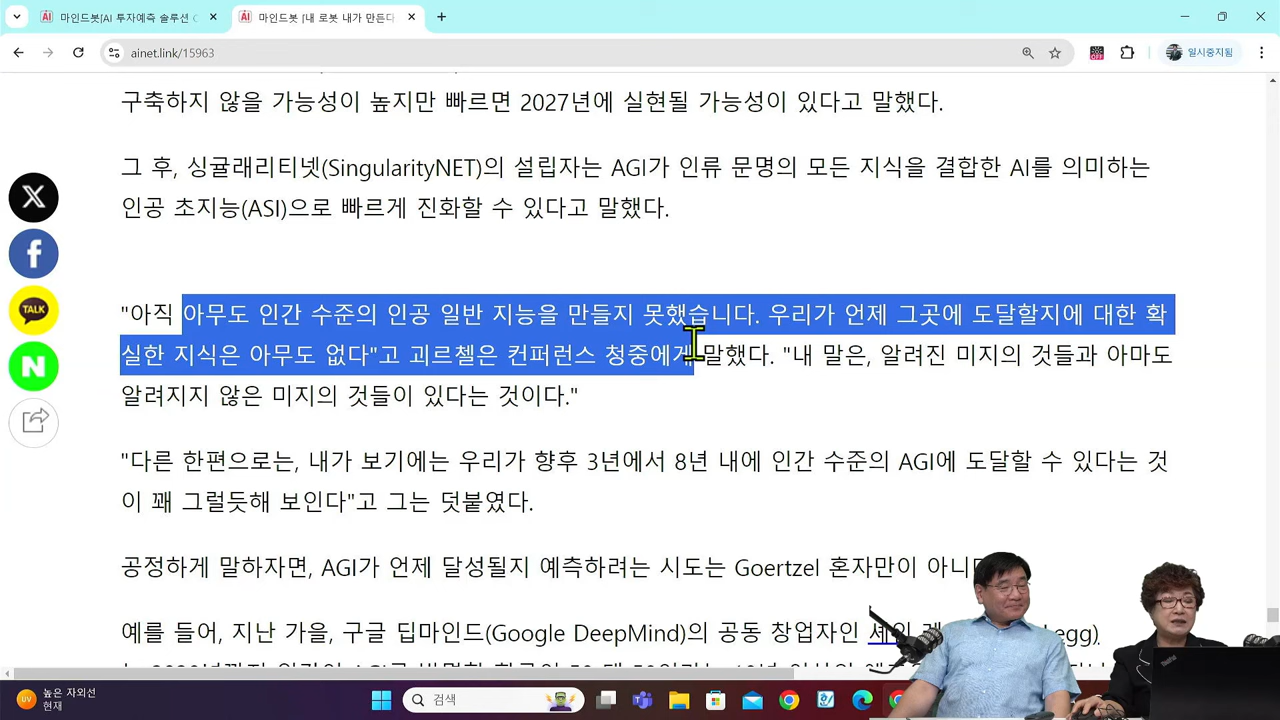 마인드봇[AI 투자예측 솔루션 C
마인드봇 [내 로봇 내가 만든다
ainet.link/15963
OFF
일시중지됨
구축하지 않을 가능성이 높지만 빠르면 2027년에 실현될 가능성이 있다고 말했다.
그 후, 싱귤래리티넷(SingularityNET)의 설립자는 AGI가 인류 문명의 모든 지식을 결합한 AI를 의미하는
인공 초지능(ASI)으로 빠르게 진화할 수 있다고 말했다.
"아직 아무도 인간 수준의 인공 일반 지능을 만들지 못했습니다. 우리가 언제 그곳에 도달할지에 대한 확
실한 지식은 아무도 없다"고 괴르첼은 컨퍼런스 청중에게 말했다. "내 말은, 알려진 미지의 것들과 아마도
알려지지 않은 미지의 것들이 있다는 것이다."
"다른 한편으로는, 내가 보기에는 우리가 향후 3년에서 8년 내에 인간 수준의 AGI에 도달할 수 있다는 것
이 꽤 그럴듯해 보인다"고 그는 덧붙였다.
공정하게 말하자면, AGI가 언제 달성될지 예측하려는 시도는 Goertzel 혼자만이
예를 들어, 지난 가을, 구글 딥마인드(Google DeepMind)의 공동 창업자인 셰인
X
f
TALK
N
UV
높은 자외선
현재
검색
ThinkPad